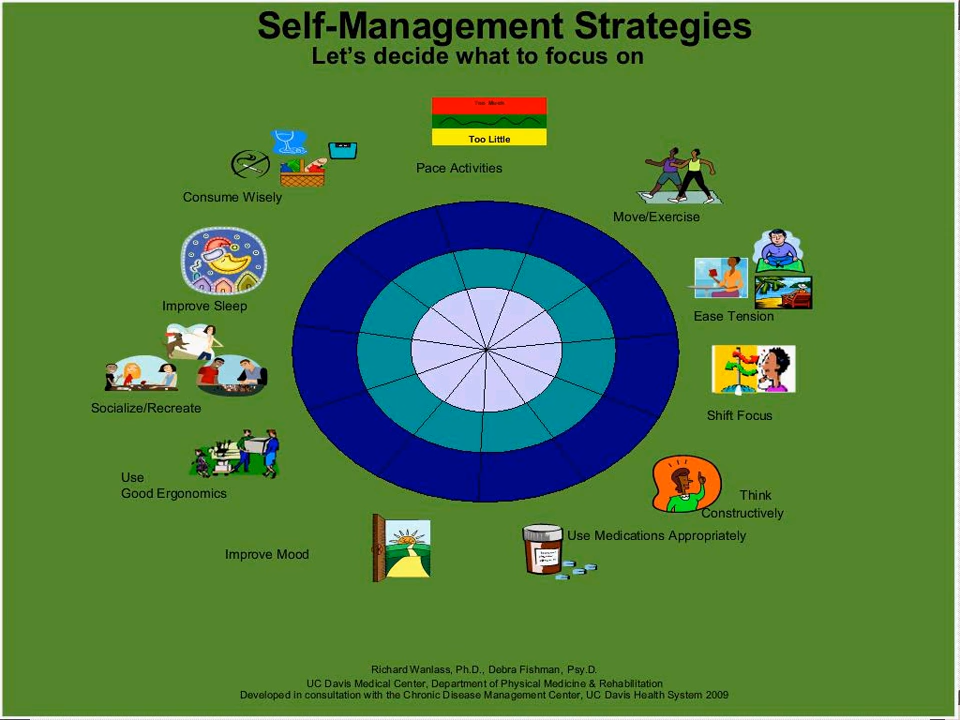 Self-Management Strategies
Let's decide what to focus on
Too Much
Too Little
Pace Activities
Consume Wisely
Move/Exercise
Improve Sleep
Ease Tension
Socialize/Recreate
Shift Focus
Use
Good Ergonomics
Think
Constructively
Use Medications Appropriately
Improve Mood
Richard Wanlass, Ph.D., Debra Fishman, Psy.D.
UC Davis Medical Center, Department of Physical Medicine & Rehabilitation
Developed in consultation with the Chronic Disease Management Center, UC Davis Health System 2009